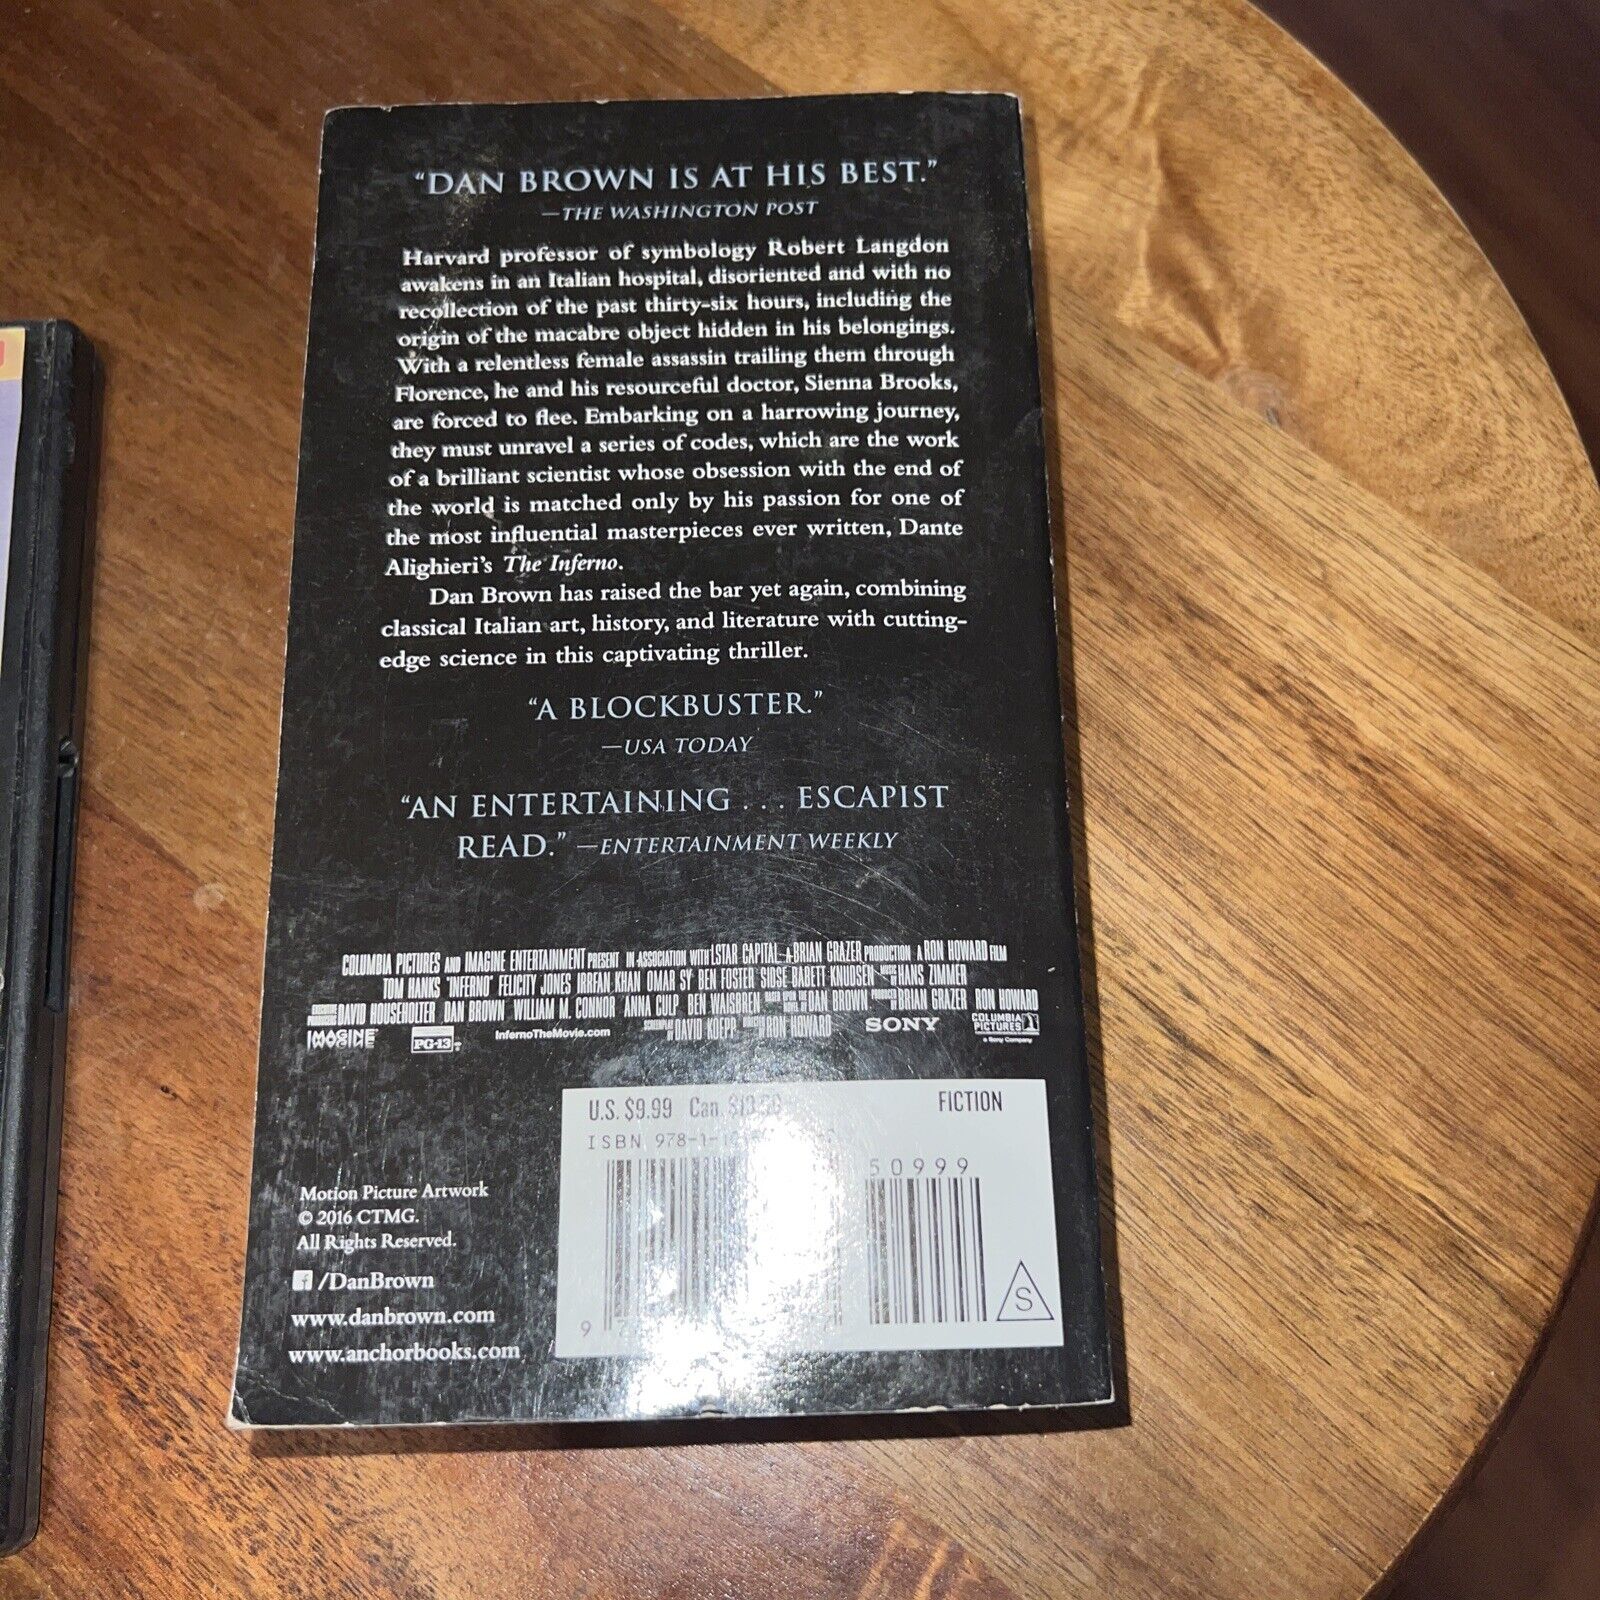 “DAN BROWN IS AT HIS BEST.”
—THE WASHINGTON POST
Harvard professor of symbology Robert Langdon
awakens in an Italian hospital, disoriented and with no
recollection of the past thirty-six hours, including the
origin of the macabre object hidden in his belongings.
With a relentless female assassin trailing them through
Florence, he and his resourceful doctor, Sienna Brooks,
are forced to flee. Embarking on a harrowing journey,
they must unravel a series of codes, which are the work
of a brilliant scientist whose obsession with the end of
the world is matched only by his passion for one of
the most influential masterpieces ever written, Dante
Alighieri’s The Inferno.
Dan Brown has raised the bar yet again, combining
classical Italian art, history, and literature with cutting-
edge science in this captivating thriller.
“A BLOCKBUSTER.”
—USA TODAY
“AN ENTERTAINING . . . ESCAPIST
READ.” —ENTERTAINMENT WEEKLY
COLUMBIA PICTURES AND IMAGINE ENTERTAINMENT PRESENT IN ASSOCIATION WITH LSTAR CAPITAL A BRIAN GRAZER PRODUCTION A RON HOWARD FILM
TOM HANKS "INFERNO" FELICITY JONES IRRFAN KHAN OMAR SY BEN FOSTER SIDSE BABETT KNUDSEN MUSIC BY HANS ZIMMER
EXECUTIVE PRODUCERS DAVID HOUSEHOLTER DAN BROWN WILLIAM M. CONNOR ANNA CULP BEN WAISBREN BASED UPON THE NOVEL BY DAN BROWN PRODUCED BY BRIAN GRAZER RON HOWARD
IMAGINE PG-13 InfernoTheMovie.com SCREENPLAY BY DAVID KOEPP DIRECTED BY RON HOWARD SONY COLUMBIA PICTURES a Sony Company
U.S. $9.99 Can. FICTION
ISBN 978-1-
50999
Motion Picture Artwork
© 2016 CTMG.
All Rights Reserved.
f /DanBrown
www.danbrown.com
www.anchorbooks.com
S
9